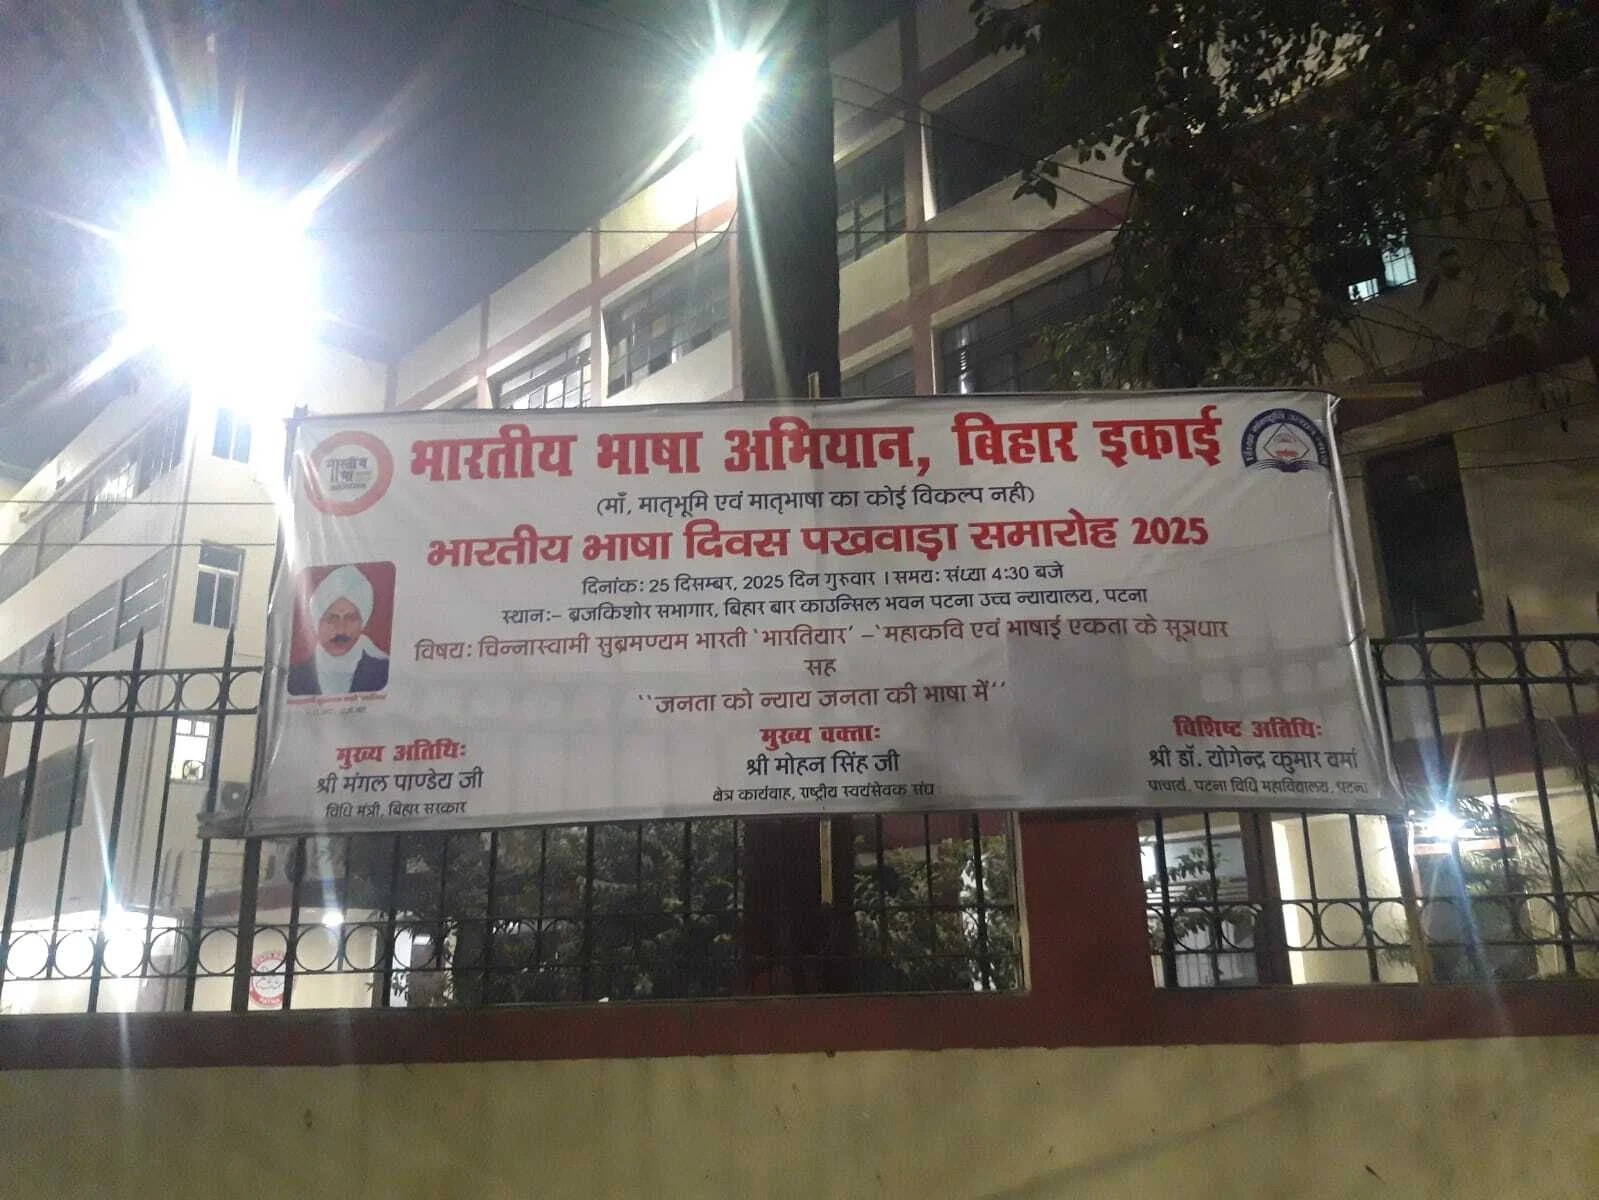 भारतीय भाषा अभियान, बिहार इकाई
(माँ, मातृभूमि एवं मातृभाषा का कोई विकल्प नही)
भारतीय भाषा दिवस पखवाड़ा समारोह 2025
दिनांक: 25 दिसम्बर, 2025 दिन गुरूवार । समय: संध्या 4:30 बजे
स्थान:- ब्रजकिशोर सभागार, बिहार बार काउन्सिल भवन पटना उच्च न्यायालय, पटना
विषय: चिन्नास्वामी सुब्रमण्यम भारती 'भारतियार' -'महाकवि एवं भाषाई एकता के सूत्रधार
सह
''जनता को न्याय जनता की भाषा में''
मुख्य अतिथि:
श्री मंगल पाण्डेय जी
विधि मंत्री, बिहार सरकार
मुख्य वक्ता:
श्री मोहन सिंह जी
क्षेत्र कार्यवाह, राष्ट्रीय स्वयंसेवक संघ
विशिष्ट अतिथि:
श्री डॉ. योगेन्द्र कुमार वर्मा
प्राचार्य, पटना विधि महाविद्यालय, पटना
भारतीय
भाषा